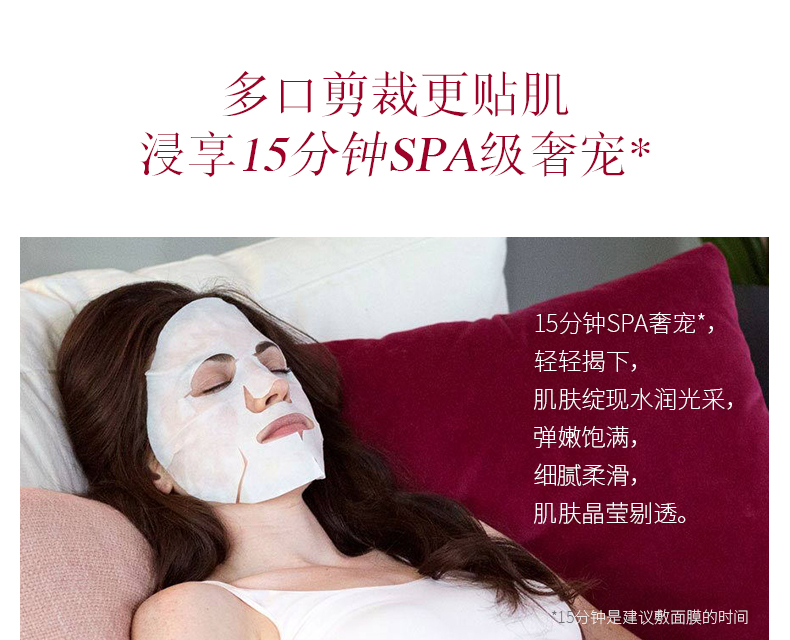 多口剪裁更贴肌
浸享15分钟SPA级奢宠*
15分钟SPA奢宠*，
轻轻揭下，
肌肤绽现水润光采，
弹嫩饱满，
细腻柔滑，
肌肤晶莹剔透。
*15分钟是建议敷面膜的时间